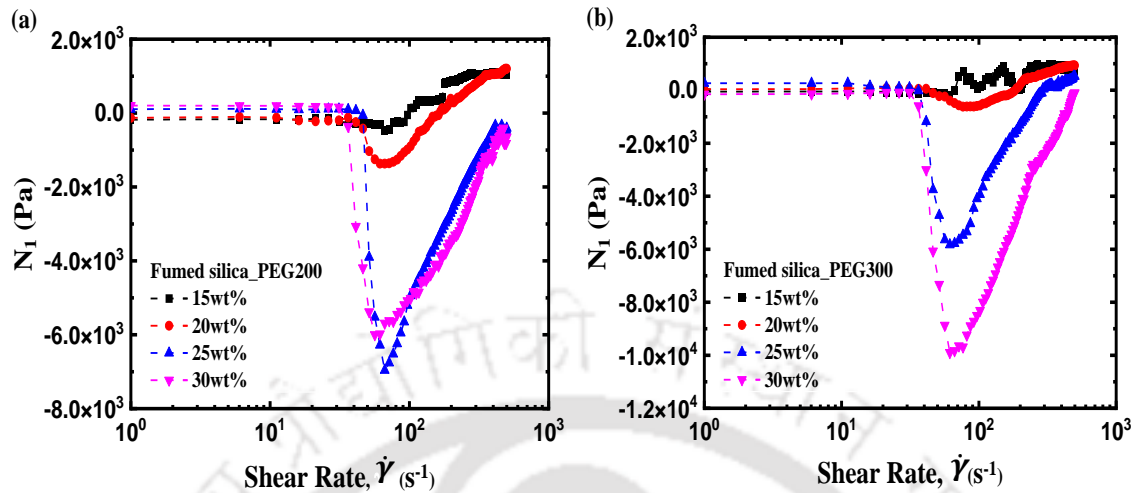 (a)
2.0×10³
0.0
-2.0×10³
-4.0×10³
-6.0×10³
-8.0×10³
N₁ (Pa)
Fumed silica_PEG200
15wt%
20wt%
25wt%
30wt%
10⁰ 10¹ 10² 10³
Shear Rate, γ̇ (s⁻¹)
(b)
2.0×10³
0.0
-2.0×10³
-4.0×10³
-6.0×10³
-8.0×10³
-1.0×10⁴
-1.2×10⁴
N₁ (Pa)
Fumed silica_PEG300
15wt%
20wt%
25wt%
30wt%
10⁰ 10¹ 10² 10³
Shear Rate, γ̇ (s⁻¹)